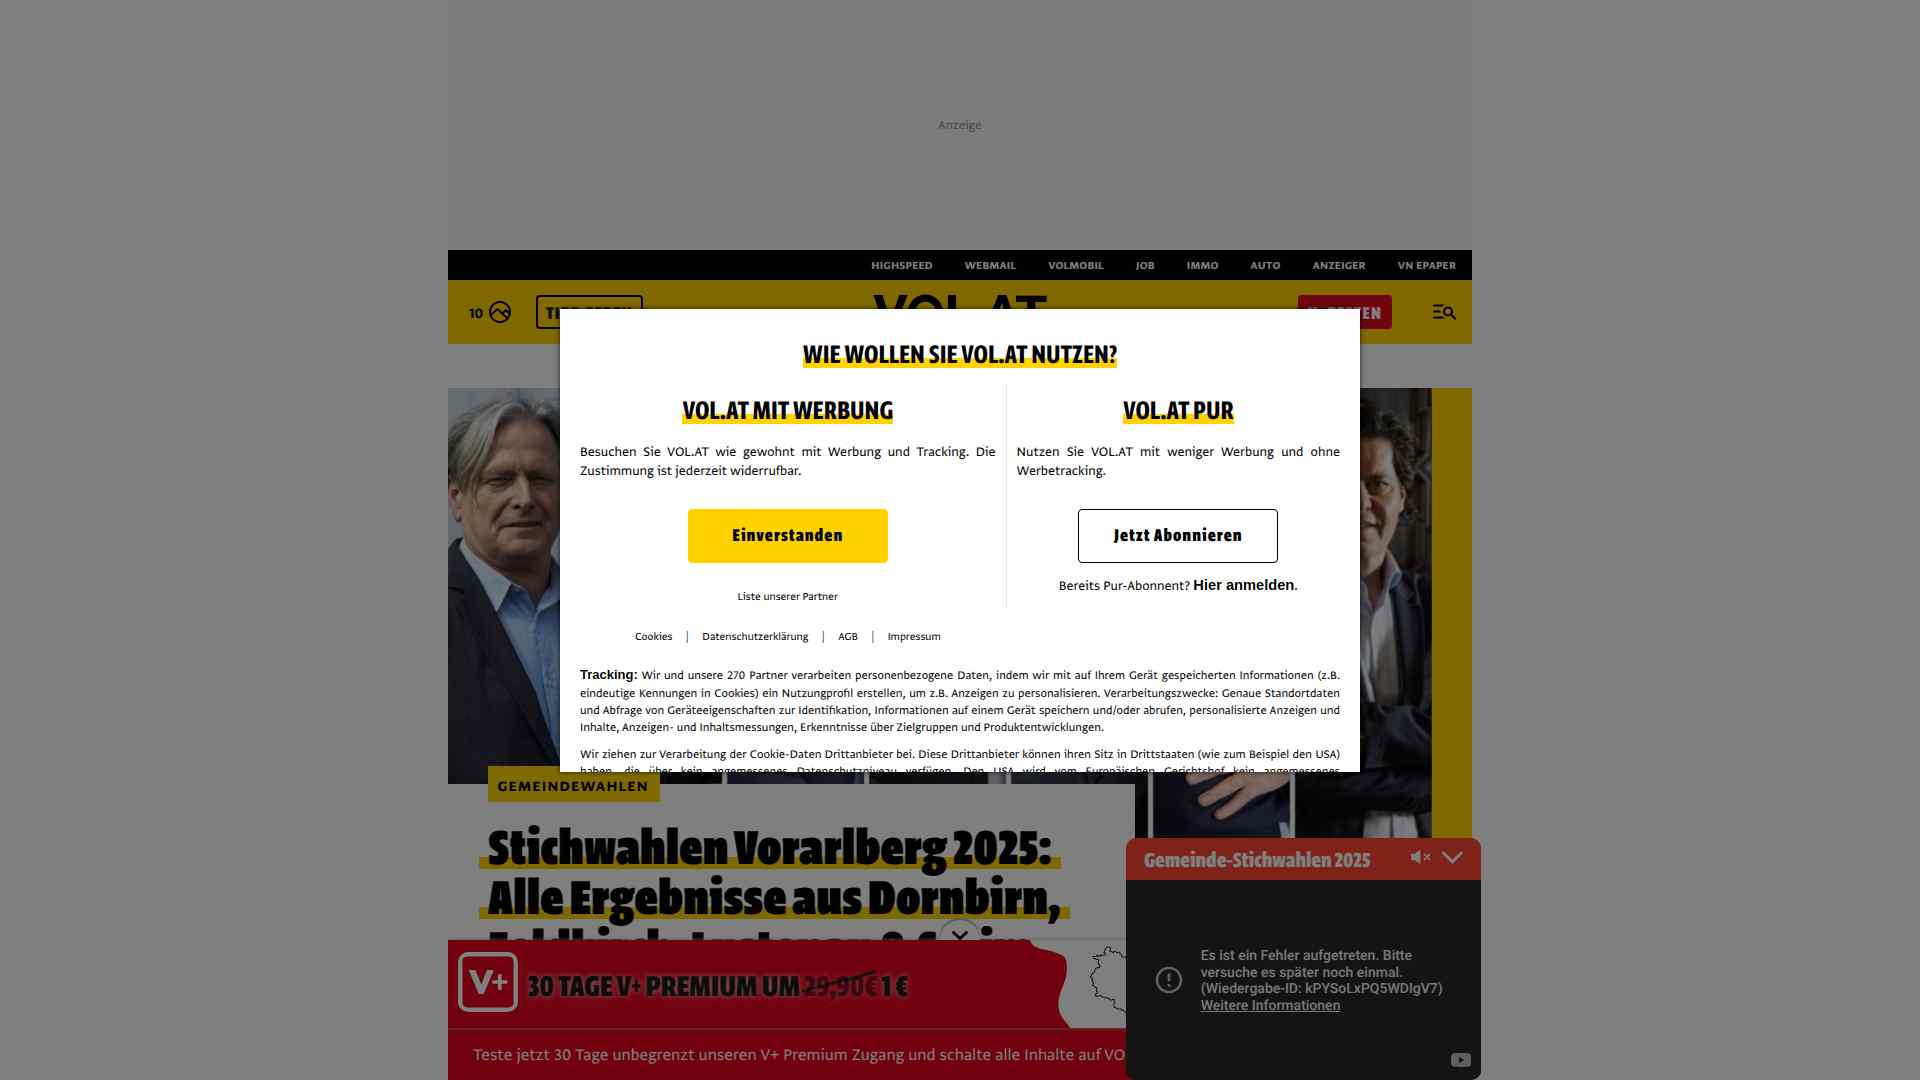 Anzeige
HIGHSPEED WEBMAIL VOLMOBIL JOB IMMO AUTO ANZEIGER VN EPAPER
10
WIE WOLLEN SIE VOL.AT NUTZEN?
VOL.AT MIT WERBUNG
Besuchen Sie VOL.AT wie gewohnt mit Werbung und Tracking. Die
Zustimmung ist jederzeit widerrufbar.
Einverstanden
Liste unserer Partner
VOL.AT PUR
Nutzen Sie VOL.AT mit weniger Werbung und ohne
Werbetracking.
Jetzt Abonnieren
Bereits Pur-Abonnent? Hier anmelden.
Cookies | Datenschutzerklärung | AGB | Impressum
Tracking: Wir und unsere 270 Partner verarbeiten personenbezogene Daten, indem wir mit auf Ihrem Gerät gespeicherten Informationen (z.B.
eindeutige Kennungen in Cookies) ein Nutzungprofil erstellen, um z.B. Anzeigen zu personalisieren. Verarbeitungszwecke: Genaue Standortdaten
und Abfrage von Geräteeigenschaften zur Identifikation, Informationen auf einem Gerät speichern und/oder abrufen, personalisierte Anzeigen und
Inhalte, Anzeigen- und Inhaltsmessungen, Erkenntnisse über Zielgruppen und Produktentwicklungen.
Wir ziehen zur Verarbeitung der Cookie-Daten Drittanbieter bei. Diese Drittanbieter können ihren Sitz in Drittstaaten (wie zum Beispiel den USA)
haben, die über kein angemessenes Datenschutzniveau verfügen. Den USA wird vom Europäischen Gerichtshof kein angemessenes
GEMEINDEWAHLEN
Stichwahlen Vorarlberg 2025:
Alle Ergebnisse aus Dornbirn,
V+ 30 TAGE V+ PREMIUM UM 29,90€ 1 €
Teste jetzt 30 Tage unbegrenzt unseren V+ Premium Zugang und schalte alle Inhalte auf VO
Gemeinde-Stichwahlen 2025
Es ist ein Fehler aufgetreten. Bitte
versuche es später noch einmal.
(Wiedergabe-ID: kPYSoLxPQ5WDIgV7)
Weitere Informationen